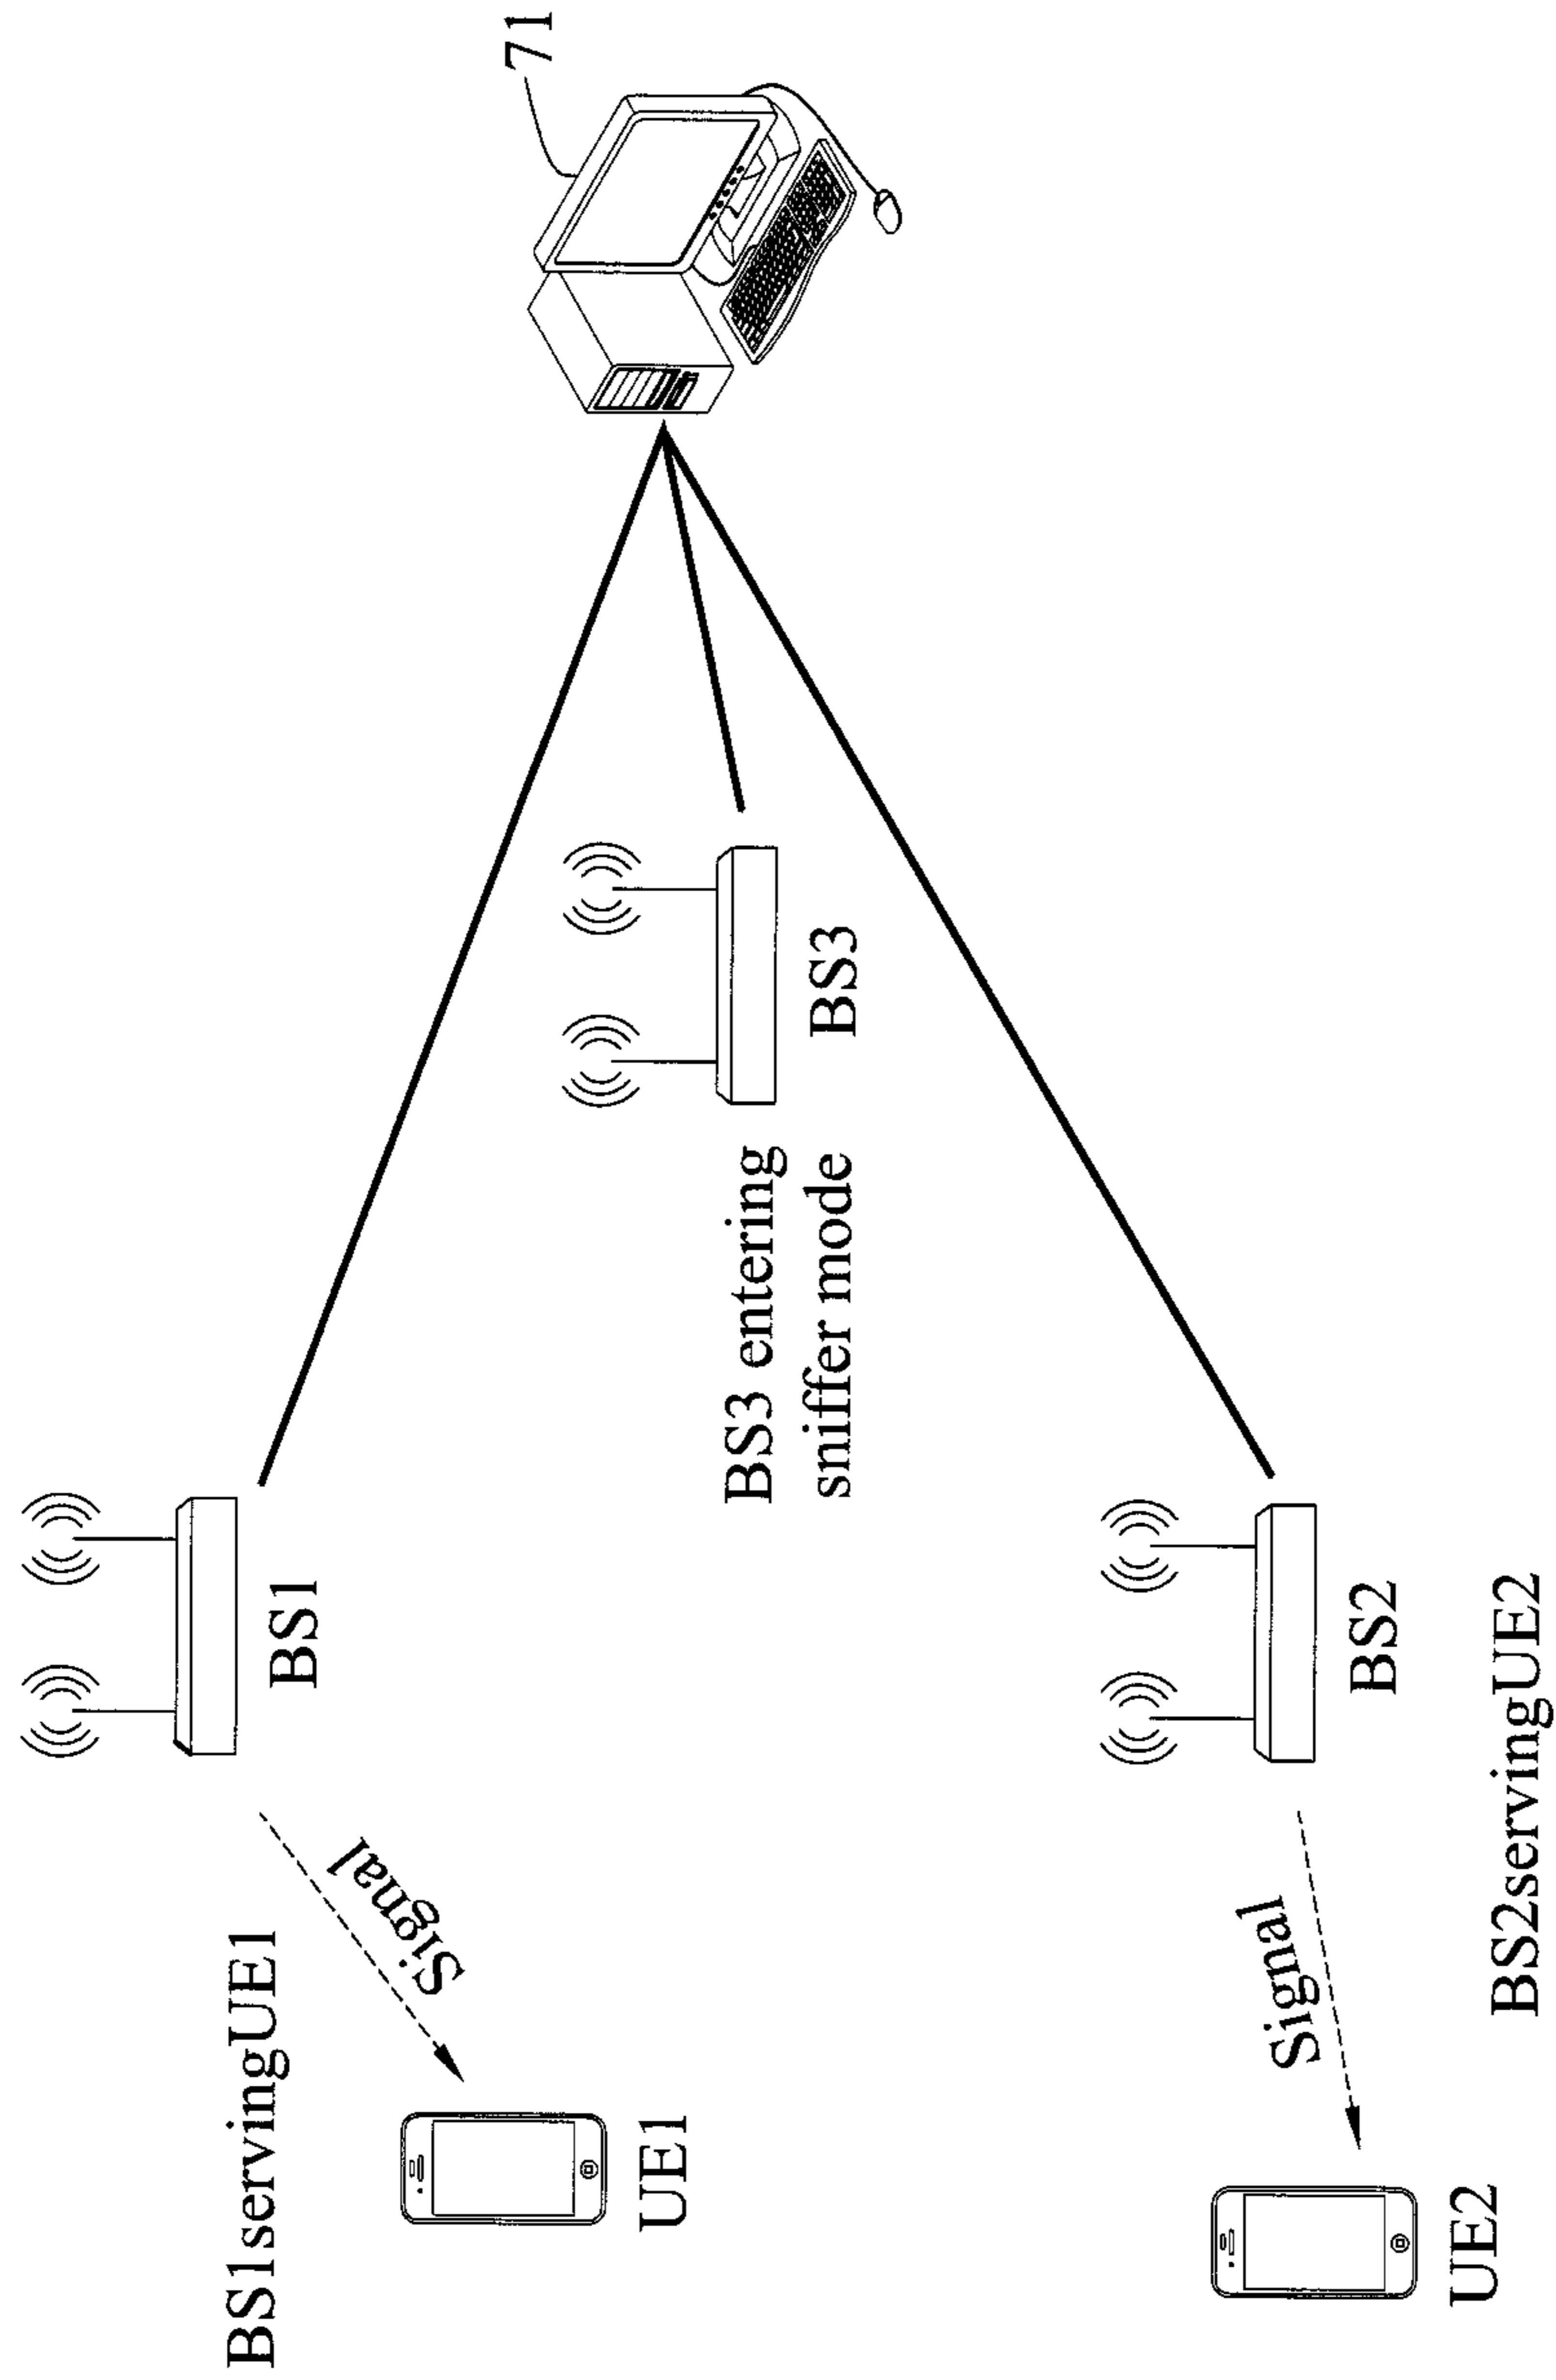 BS1servingUE1
BS1
Signal
UE1
71
BS3 entering
sniffer mode
BS3
Signal
BS2
UE2
BS2servingUE2